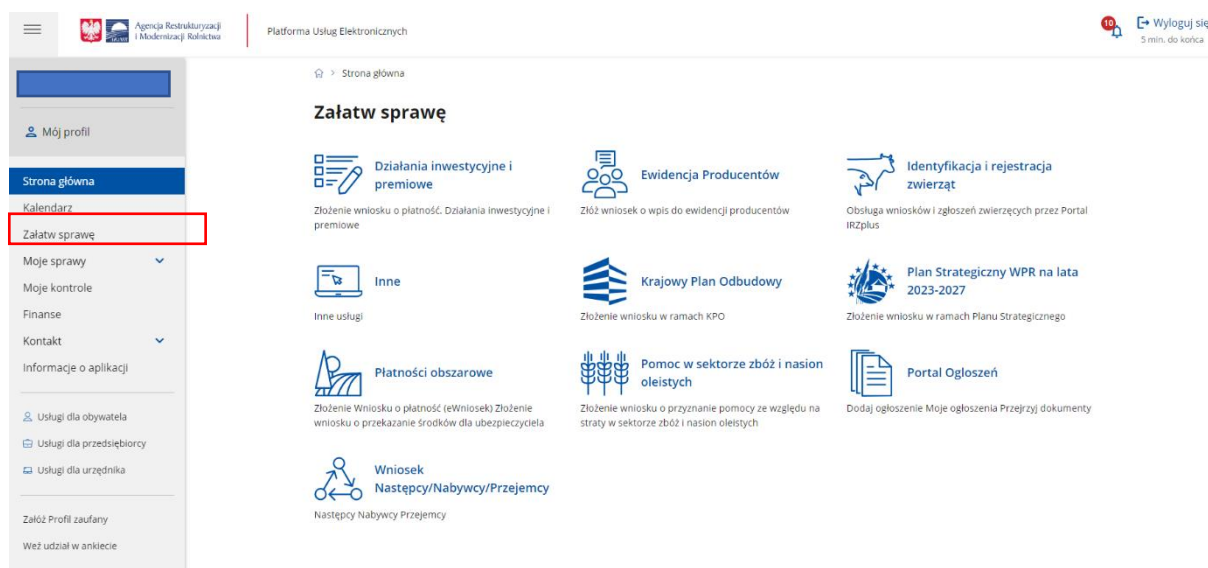 Agencja Restrukturyzacji
i Modernizacji Rolnictwa
Platforma Usług Elektronicznych
10
Wyloguj się
5 min. do końca
Mój profil
Strona główna
Kalendarz
Załatw sprawę
Moje sprawy
Moje kontrole
Finanse
Kontakt
Informacje o aplikacji
Usługi dla obywatela
Usługi dla przedsiębiorcy
Usługi dla urzędnika
Załóż Profil zaufany
Weź udział w ankiecie
Strona główna
Załatw sprawę
Działania inwestycyjne i
premiowe
Złożenie wniosku o płatność. Działania inwestycyjne i
premiowe
Ewidencja Producentów
Złóż wniosek o wpis do ewidencji producentów
Identyfikacja i rejestracja
zwierząt
Obsługa wniosków i zgłoszeń zwierzęcych przez Portal
IRZplus
Inne
Inne usługi
Krajowy Plan Odbudowy
Złożenie wniosku w ramach KPO
Plan Strategiczny WPR na lata
2023-2027
Złożenie wniosku w ramach Planu Strategicznego
Płatności obszarowe
Złożenie Wniosku o płatność (eWniosek) Złożenie
wniosku o przekazanie środków dla ubezpieczyciela
Pomoc w sektorze zbóż i nasion
oleistych
Złożenie wniosku o przyznanie pomocy ze względu na
straty w sektorze zbóż i nasion oleistych
Portal Ogloszeń
Dodaj ogłoszenie Moje ogłoszenia Przejrzyj dokumenty
Wniosek
Następcy/Nabywcy/Przejemcy
Następcy Nabywcy Przejemcy